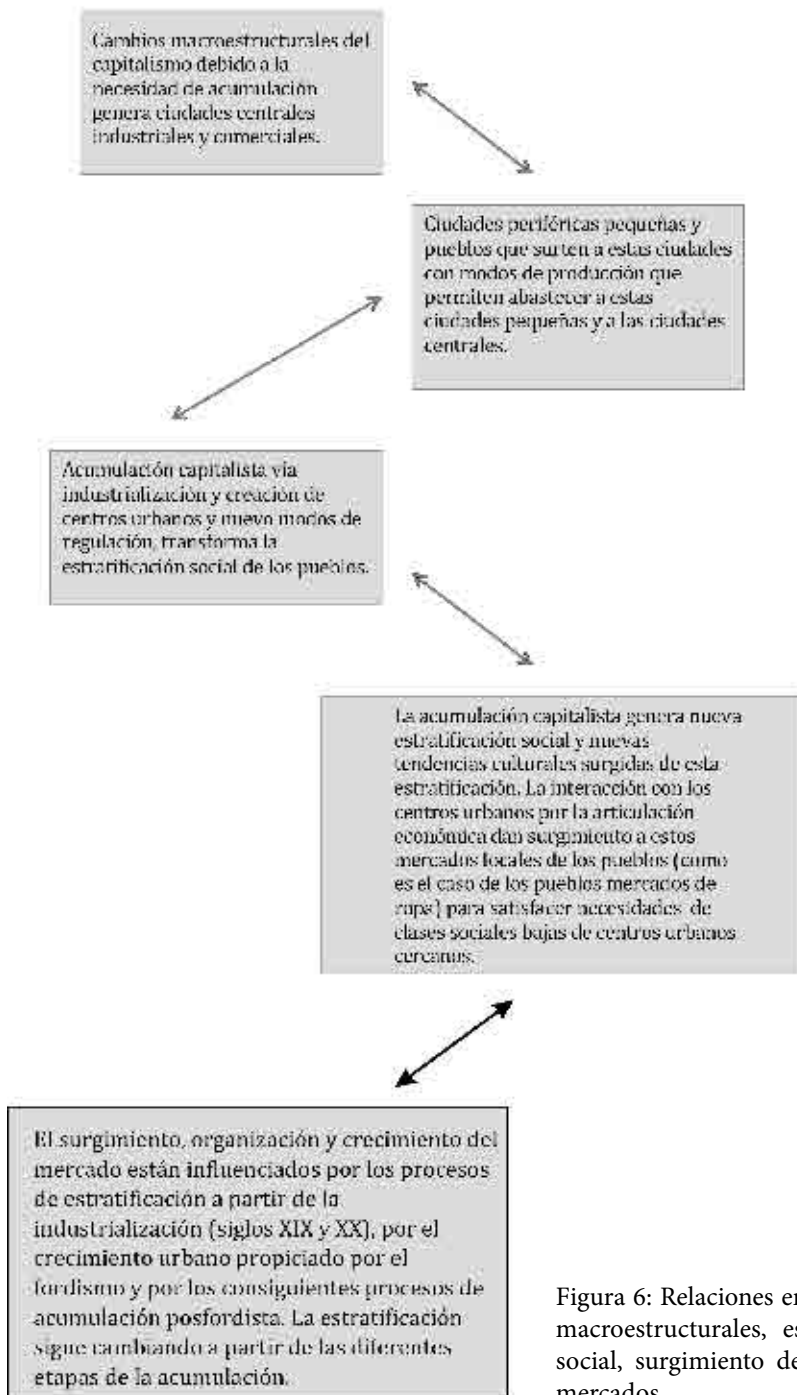 Cambios macroestructurales del
capitalismo debido a la
necesidad de acumulación
genera ciudades centrales
industriales y comerciales.
Ciudades periféricas pequeñas y
pueblos que surten a estas ciudades
con modos de producción que
permiten abastecer a estas
ciudades pequeñas y a las ciudades
centrales.
Acumulación capitalista vía
industrialización y creación de
centros urbanos y nuevo modos de
regulación, transforma la
estratificación social de los pueblos.
La acumulación capitalista genera nueva
estratificación social y nuevas
tendencias culturales surgidas de esta
estratificación. La interacción con los
centros urbanos por la articulación
económica dan surgimiento a estos
mercados locales de los pueblos (como
es el caso de los pueblos mercados de
ropa) para satisfacer necesidades de
clases sociales bajas de centros urbanos
cercanos.
El surgimiento, organización y crecimiento del
mercado están influenciados por los procesos
de estratificación a partir de la
industrialización (siglos XIX y XX), por el
crecimiento urbano propiciado por el
fordismo y por los consiguientes procesos de
acumulación posfordista. La estratificación
sigue cambiando a partir de las diferentes
etapas de la acumulación.
Figura 6: Relaciones
macroestructurales,
social, surgimiento
mercados